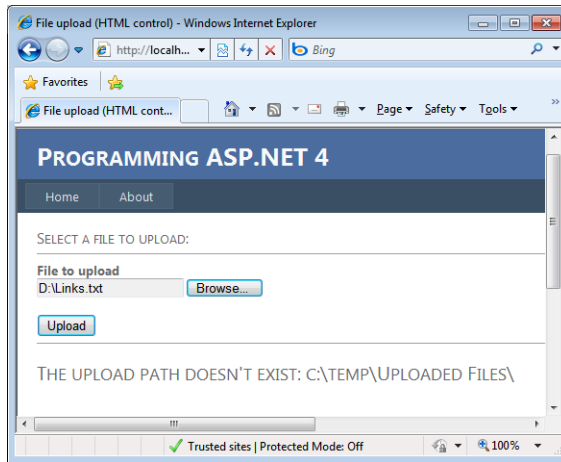 File upload (HTML control) - Windows Internet Explorer
http://localh... Bing
Favorites
File upload (HTML cont... Page Safety Tools »
PROGRAMMING ASP.NET 4
Home About
SELECT A FILE TO UPLOAD:
File to upload
D:\Links.txt Browse...
Upload
THE UPLOAD PATH DOESN'T EXIST: C:\TEMP\UPLOADED FILES\
Trusted sites | Protected Mode: Off 100%